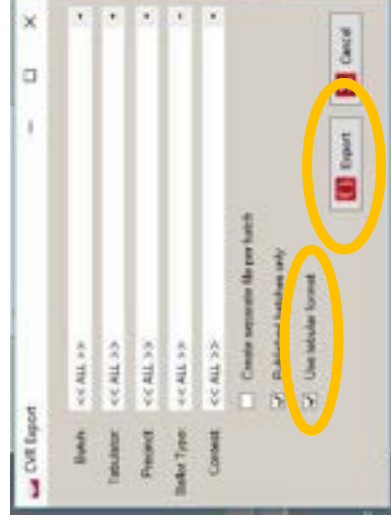 CVR Export
Batch: << ALL >>
Tabulator: << ALL >>
Precinct: << ALL >>
Ballot Type: << ALL >>
Contest: << ALL >>
Create separate file per batch
Published batches only
Use tabular format
Export
Cancel